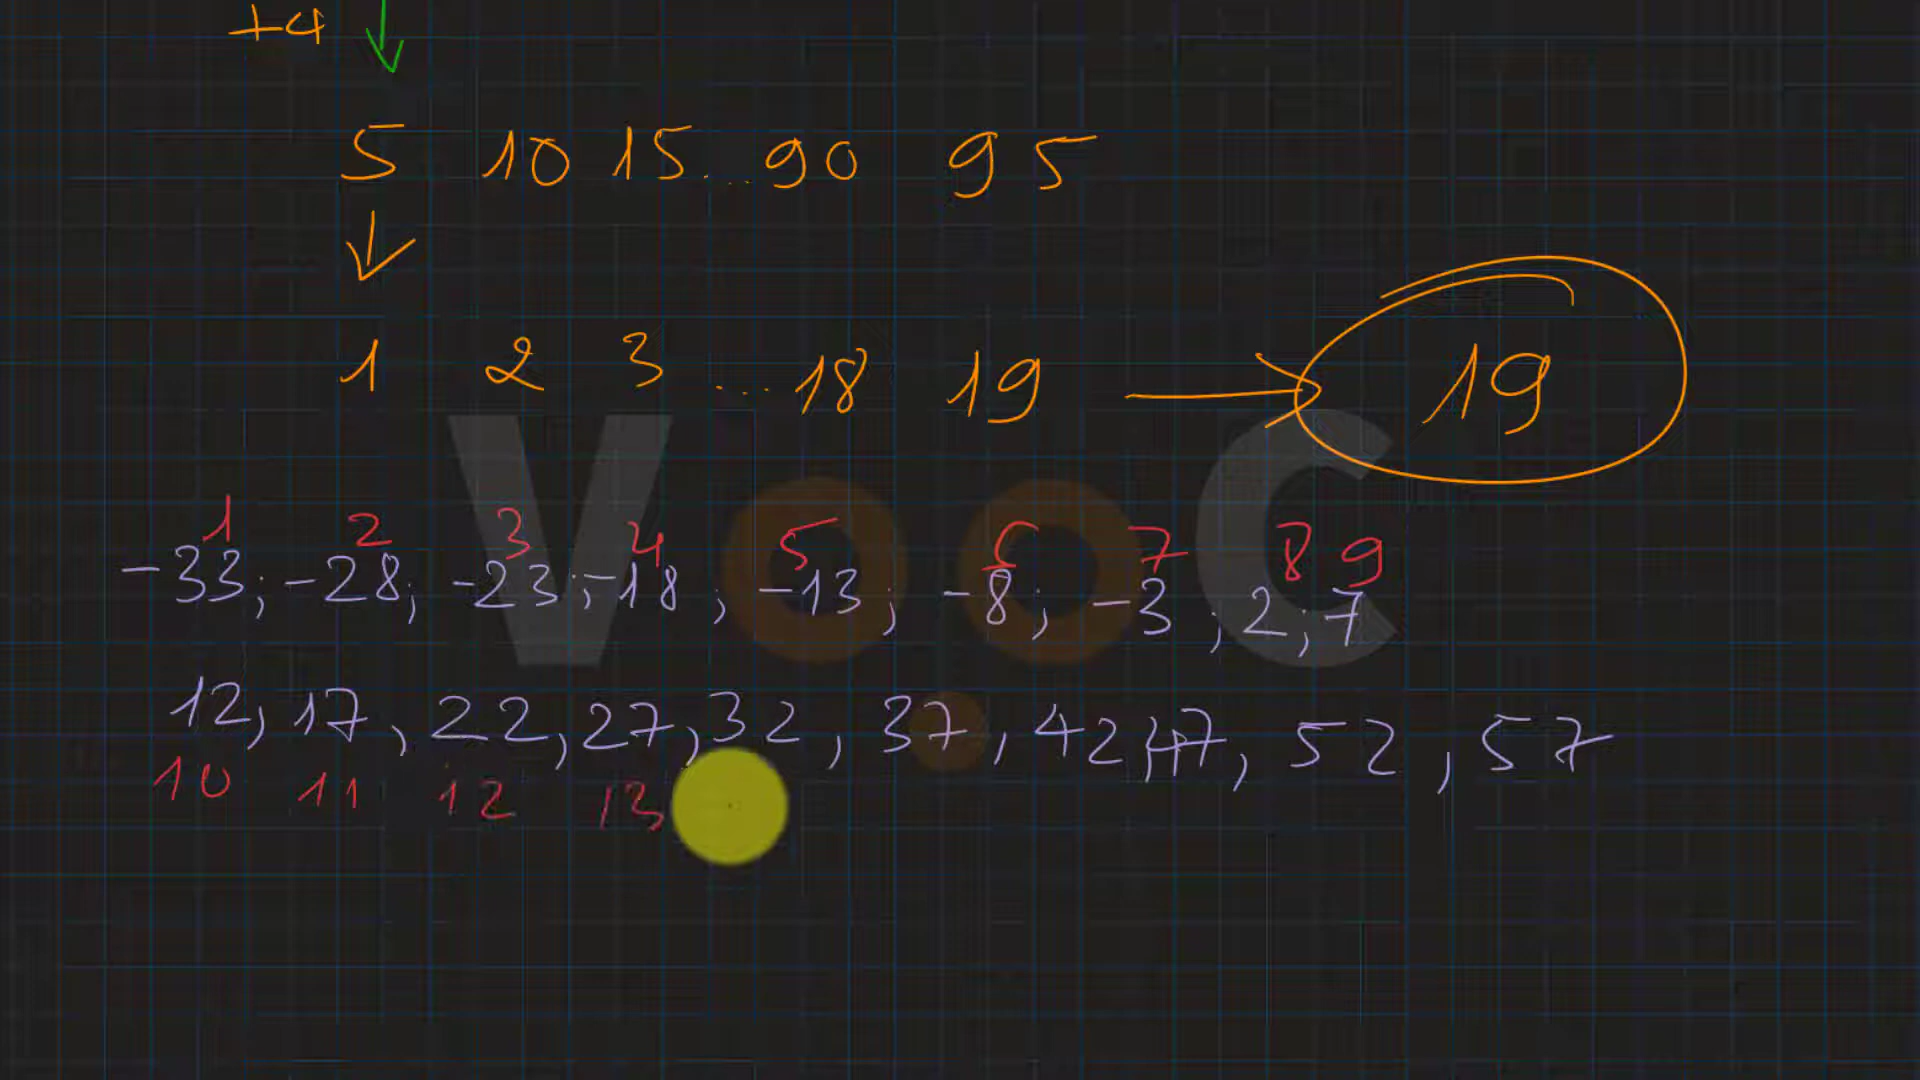 +4
5 10 15 ... 90 95
1 2 3 ... 18 19 19
1 2 3 4 5 6 7 8 9
-33; -28; -23; -18; -13; -8; -3; 2; 7
12, 17, 22, 27, 32, 37, 42, 47, 52, 57
10 11 12 13
VooC